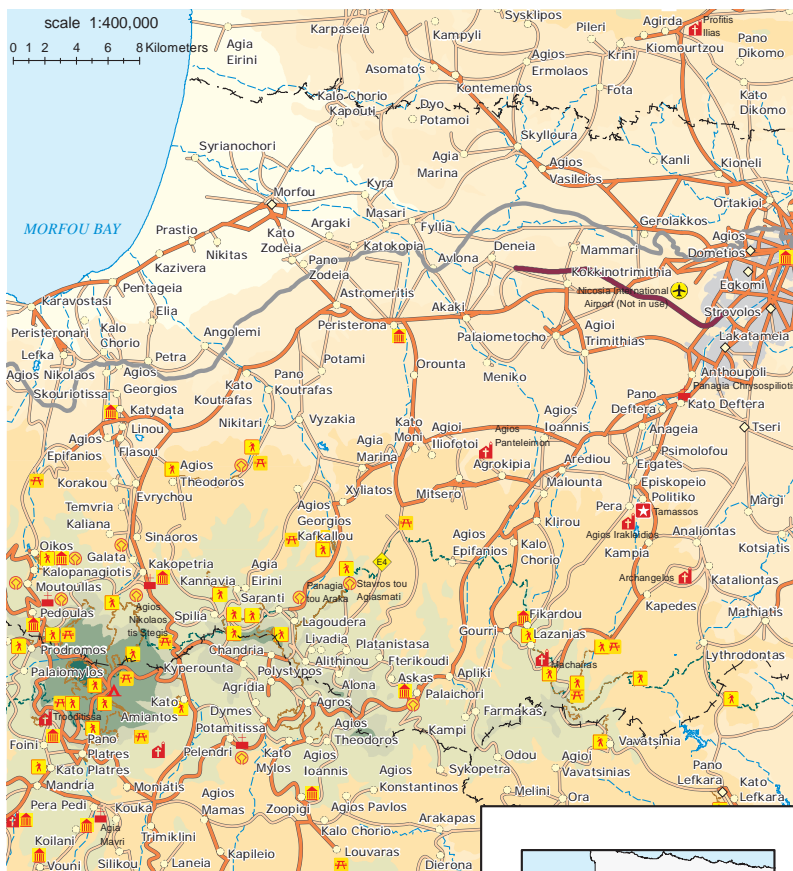 scale 1:400,000
0 1 2 4 6 8 Kilometers
Agia
Eirini
Karpaseia
Kampyli
Sysklipos
Pileri
Agirda
Profitis
Ilias
Krini
Kiomourtzou
Pano
Dikomo
Asomatos
Agios
Ermolaos
Kontemenos
Fota
Kato
Dikomo
Kalo Chorio
Kapouti
Dyo
Potamoi
Skylloura
Syrianochori
Agia
Marina
Agios
Vasileios
Kanli
Kioneli
Morfou
Kyra
Ortakioi
MORFOU BAY
Prastio
Argaki
Masari
Fyllia
Gerolakkos
Agios
Dometios
Kato
Zodeia
Nikitas
Katokopia
Avlona
Deneia
Mammari
Kazivera
Pano
Zodeia
Kokkinotrimithia
Egkomi
Pentageia
Astromeritis
Nicosia International
Airport (Not in use)
Karavostasi
Elia
Akaki
Strovolos
Peristeronari
Kalo
Chorio
Angolemi
Peristerona
Palaiometocho
Agioi
Trimithias
Lakatameia
Lefka
Petra
Potami
Orounta
Anthoupoli
Agios Nikolaos
Agios
Georgios
Kato
Koutrafas
Pano
Koutrafas
Meniko
Panagia Chrysospiliotis
Skouriotissa
Katydata
Pano
Deftera
Kato Deftera
Linou
Nikitari
Vyzakia
Kato
Moni
Agioi
Iliofotoi
Agios
Panteleimon
Agios
Ioannis
Anageia
Tseri
Agios
Epifanios
Flasou
Agia
Marina
Psimolofou
Agios
Theodoros
Agrokipia
Arediou
Ergates
Korakou
Evrychou
Xyliatos
Mitsero
Malounta
Episkopeio
Politiko
Temvria
Agios
Georgios
Kafkallou
Pera
Tamassos
Margi
Kaliana
Klirou
Agios Irakleidios
Analiontas
Sinaoros
Agios
Epifanios
Kalo
Chorio
Kampia
Kotsiatis
Oikos
Galata
Kakopetria
Agia
Eirini
E4
Kalopanagiotis
Kannavia
Panagia
tou Araka
Stavros tou
Agiasmati
Archangelos
Kataliontas
Moutoullas
Saranti
Kapedes
Pedoulas
Agios
Nikolaos
tis Stegis
Spilia
Lagoudera
Fikardou
Mathiatis
Livadia
Platanistasa
Gourri
Lazanias
Prodromos
Chandria
Alithinou
Fterikoudi
Machairas
Lythrodontas
Palaiomylos
Kyperounta
Polystypos
Askas
Apliki
Agridia
Alona
Palaichori
Kato
Amiantos
Dymes
Agros
Farmakas
Trooditissa
Potamitissa
Agios
Theodoros
Kampi
Vavatsinia
Foini
Pano
Platres
Pelendri
Kato
Mylos
Agios
Ioannis
Odou
Agioi
Vavatsinias
Pano
Lefkara
Kato Platres
Sykopetra
Mandria
Moniatis
Agios
Konstantinos
Melini
Ora
Kato
Lefkara
Pera Pedi
Kouka
Agios
Mamas
Zoopigi
Agios Pavlos
Agia
Mavri
Trimiklini
Kalo Chorio
Arakapas
Koilani
Kapileio
Louvaras
Vouni
Silikou
Laneia
Dierona